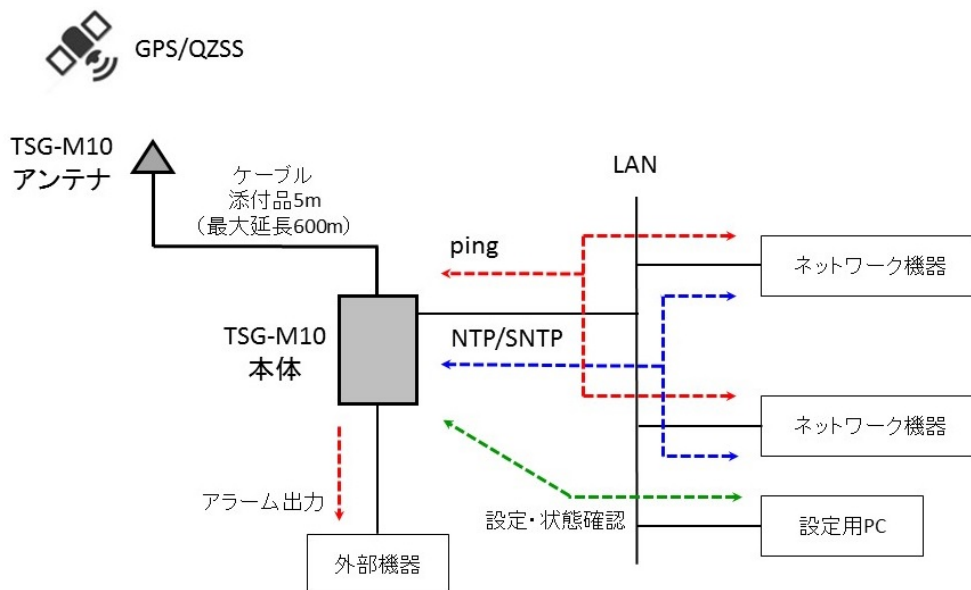 GPS/QZSS
TSG-M10
アンテナ
ケーブル
添付品5m
（最大延長600m）
LAN
ping
ネットワーク機器
TSG-M10
本体
NTP/SNTP
ネットワーク機器
アラーム出力
設定・状態確認
設定用PC
外部機器